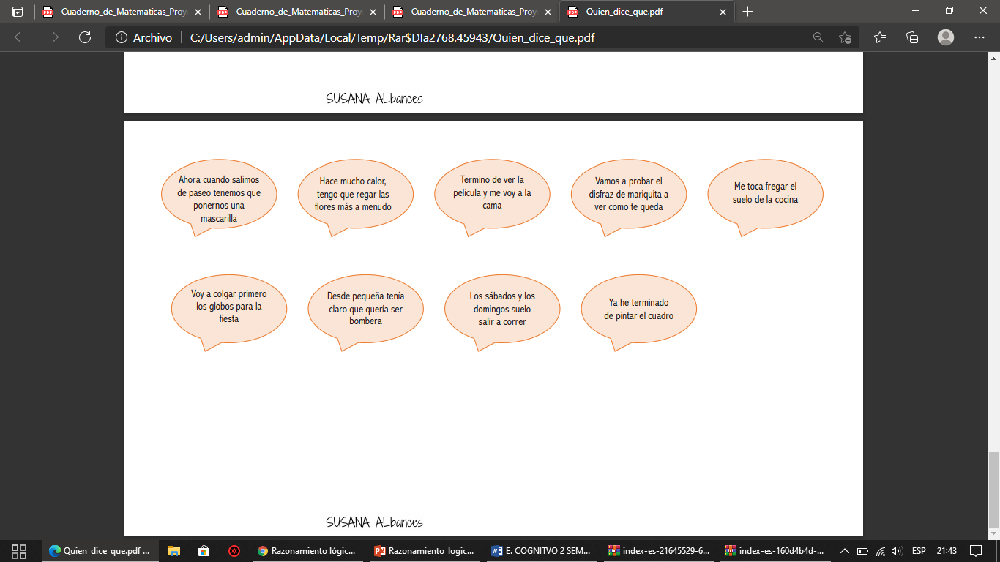 Cuaderno_de_Matematicas_Proy
Cuaderno_de_Matematicas_Proy
Cuaderno_de_Matematicas_Proy
Quien_dice_que.pdf
Archivo
C:/Users/admin/AppData/Local/Temp/Rar$DIa2768.45943/Quien_dice_que.pdf
SUSANA ALbances
Ahora cuando salimos
de paseo tenemos que
ponernos una
mascarilla
Hace mucho calor,
tengo que regar las
flores más a menudo
Termino de ver la
película y me voy a la
cama
Vamos a probar el
disfraz de mariquita a
ver como te queda
Me toca fregar el
suelo de la cocina
Voy a colgar primero
los globos para la
fiesta
Desde pequeña tenía
claro que quería ser
bombera
Los sábados y los
domingos suelo
salir a correr
Ya he terminado
de pintar el cuadro
SUSANA ALbances
Quien_dice_que.pdf ...
Razonamiento lógic...
Razonamiento_logic...
E. COGNITVO 2 SEM...
index-es-21645529-6...
index-es-160d4b4d-...
ESP
21:43